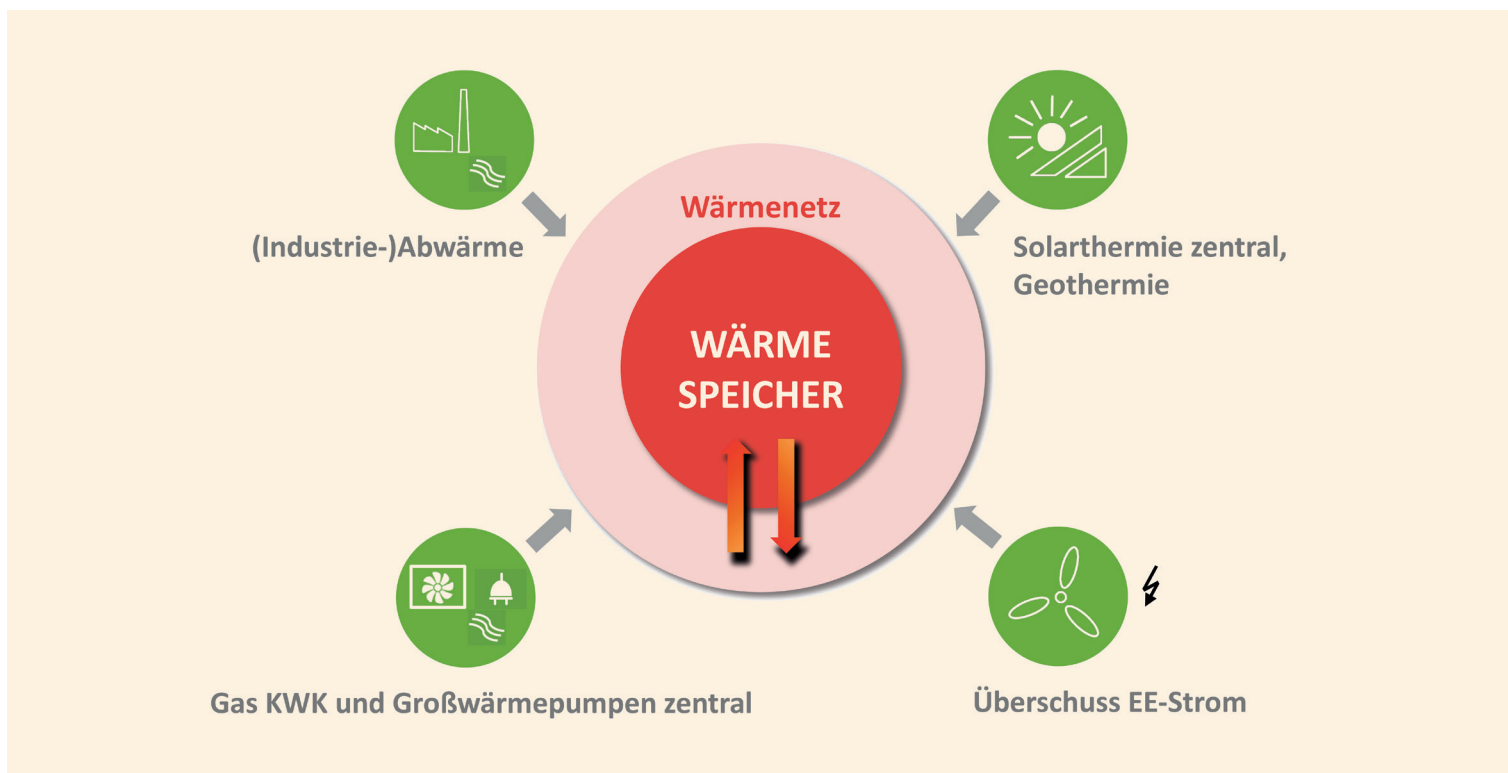 Wärmenetz
(Industrie-)Abwärme
Solarthermie zentral,
Geothermie
WÄRME
SPEICHER
Gas KWK und Großwärmepumpen zentral
Überschuss EE-Strom